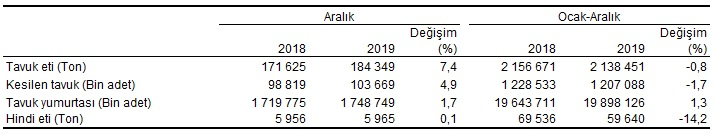 Aralık Ocak-Aralık
2018 2019 Değişim (%) 2018 2019 Değişim (%)
Tavuk eti (Ton) 171 625 184 349 7,4 2 156 671 2 138 451 -0,8
Kesilen tavuk (Bin adet) 98 819 103 669 4,9 1 228 533 1 207 088 -1,7
Tavuk yumurtası (Bin adet) 1 719 775 1 748 749 1,7 19 643 711 19 898 126 1,3
Hindi eti (Ton) 5 956 5 965 0,1 69 536 59 640 -14,2